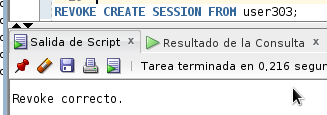 REVOKE CREATE SESSION FROM user303;
Salida de Script x Resultado de la Consulta x
Tarea terminada en 0,216 segun
Revoke correcto.